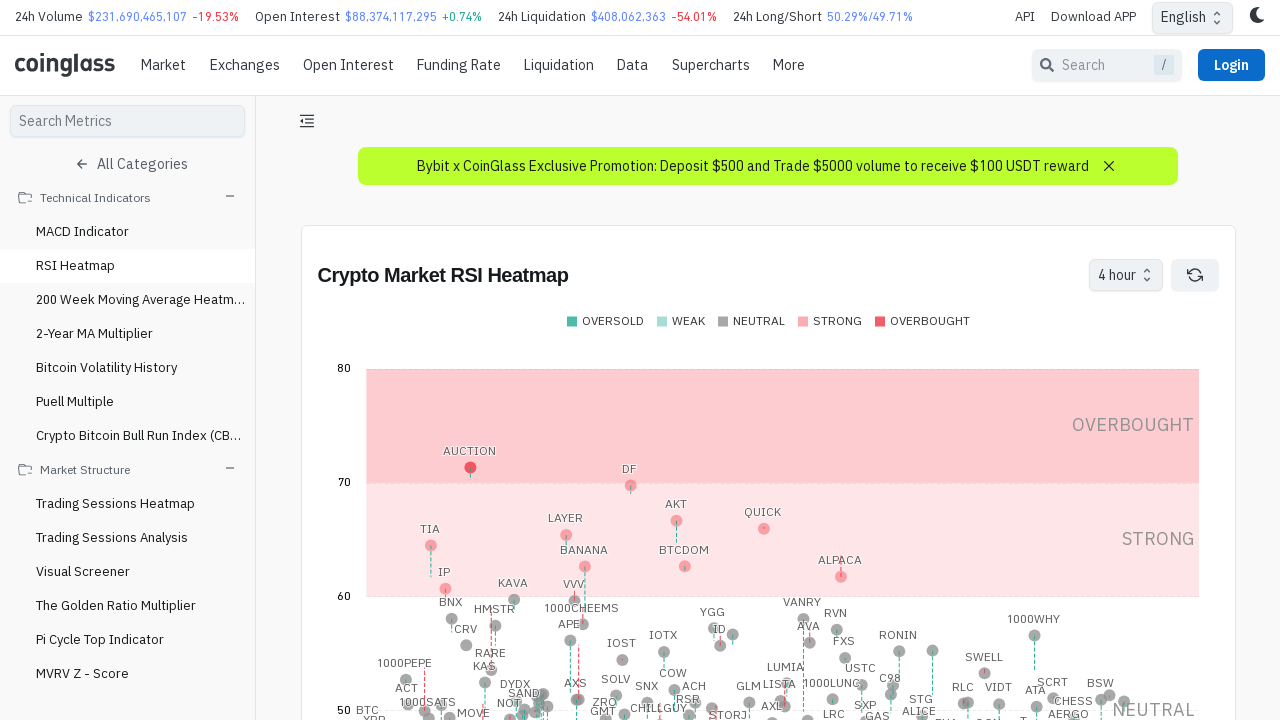 24h Volume $231,690,465,107 -19.53% Open Interest $88,374,117,295 +0.74% 24h Liquidation $408,062,363 -54.01% 24h Long/Short 50.29%/49.71% API Download APP English
coinglass Market Exchanges Open Interest Funding Rate Liquidation Data Supercharts More Search / Login
Search Metrics
All Categories
Technical Indicators
MACD Indicator
RSI Heatmap
200 Week Moving Average Heatm...
2-Year MA Multiplier
Bitcoin Volatility History
Puell Multiple
Crypto Bitcoin Bull Run Index (CB...
Market Structure
Trading Sessions Heatmap
Trading Sessions Analysis
Visual Screener
The Golden Ratio Multiplier
Pi Cycle Top Indicator
MVRV Z - Score
Bybit x CoinGlass Exclusive Promotion: Deposit $500 and Trade $5000 volume to receive $100 USDT reward
Crypto Market RSI Heatmap
4 hour
OVERSOLD WEAK NEUTRAL STRONG OVERBOUGHT
80
OVERBOUGHT
AUCTION
DF
70
AKT
QUICK
LAYER
TIA
STRONG
BANANA
BTCDOM
ALPACA
IP
KAVA
VVV
60
BNX
HMSTR
1000CHEEMS
YGG
VANRY
RVN
1000WHY
CRV
APE
ID
AVA
IOST
IOTX
FXS
RONIN
RARE
SWELL
1000PEPE
KAS
LUMIA
USTC
COW
SOLV
C98
ACT
DYDX
AXS
SNX
ACH
GLM
LISTA
1000LUNC
RLC
VIDT
SCRT
BSW
ATA
1000SATS
NOT
SAND
ZRO
RSR
STG
CHESS
AXL
SXP
50
BTC
MOVE
GMT
CHILLGUY
STORJ
LRC
GAS
ALICE
AERGO
NEUTRAL